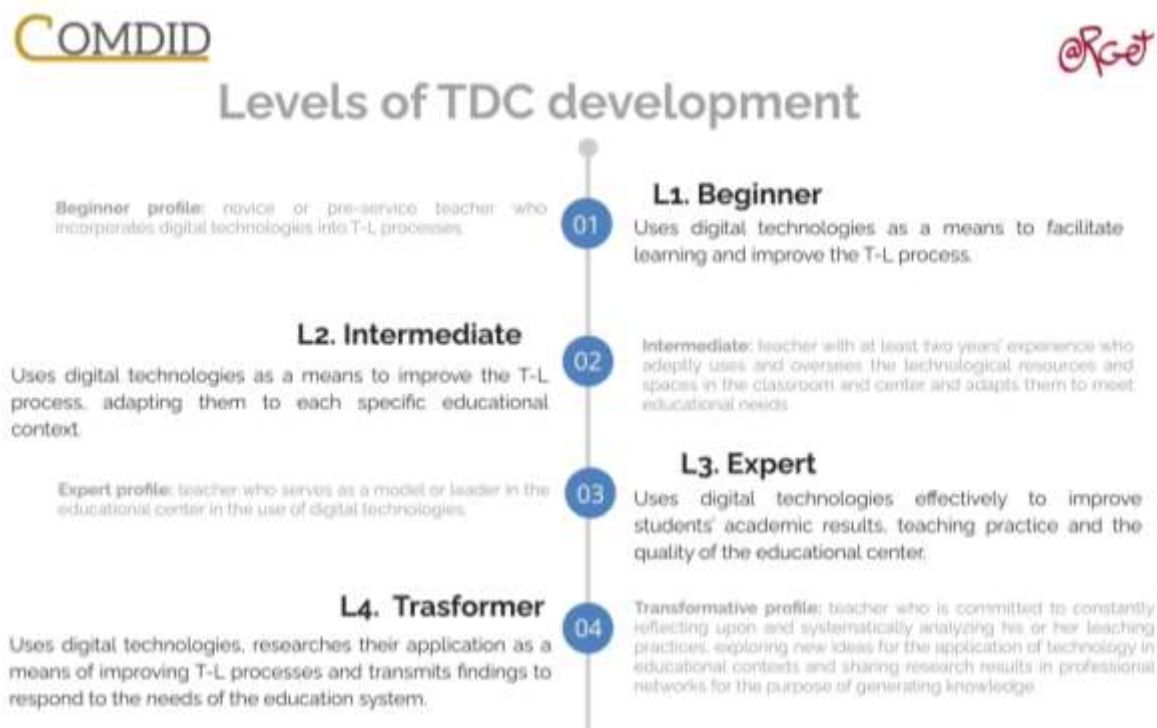 COMDID
@RGet
Levels of TDC development
Beginner profile: novice or pre-service teacher who
incorporates digital technologies into T-L processes.
01
L1. Beginner
Uses digital technologies as a means to facilitate
learning and improve the T-L process.
L2. Intermediate
Uses digital technologies as a means to improve the T-L
process, adapting them to each specific educational
context.
02
Intermediate: teacher with at least two years' experience who
adeptly uses and oversees the technological resources and
spaces in the classroom and center and adapts them to meet
educational needs.
Expert profile: teacher who serves as a model or leader in the
educational center in the use of digital technologies.
03
L3. Expert
Uses digital technologies effectively to improve
students' academic results, teaching practice and the
quality of the educational center.
L4. Trasformer
Uses digital technologies, researches their application as a
means of improving T-L processes and transmits findings to
respond to the needs of the education system.
04
Transformative profile: teacher who is committed to constantly
reflecting upon and systematically analyzing his or her teaching
practices, exploring new ideas for the application of technology in
educational contexts and sharing research results in professional
networks for the purpose of generating knowledge.